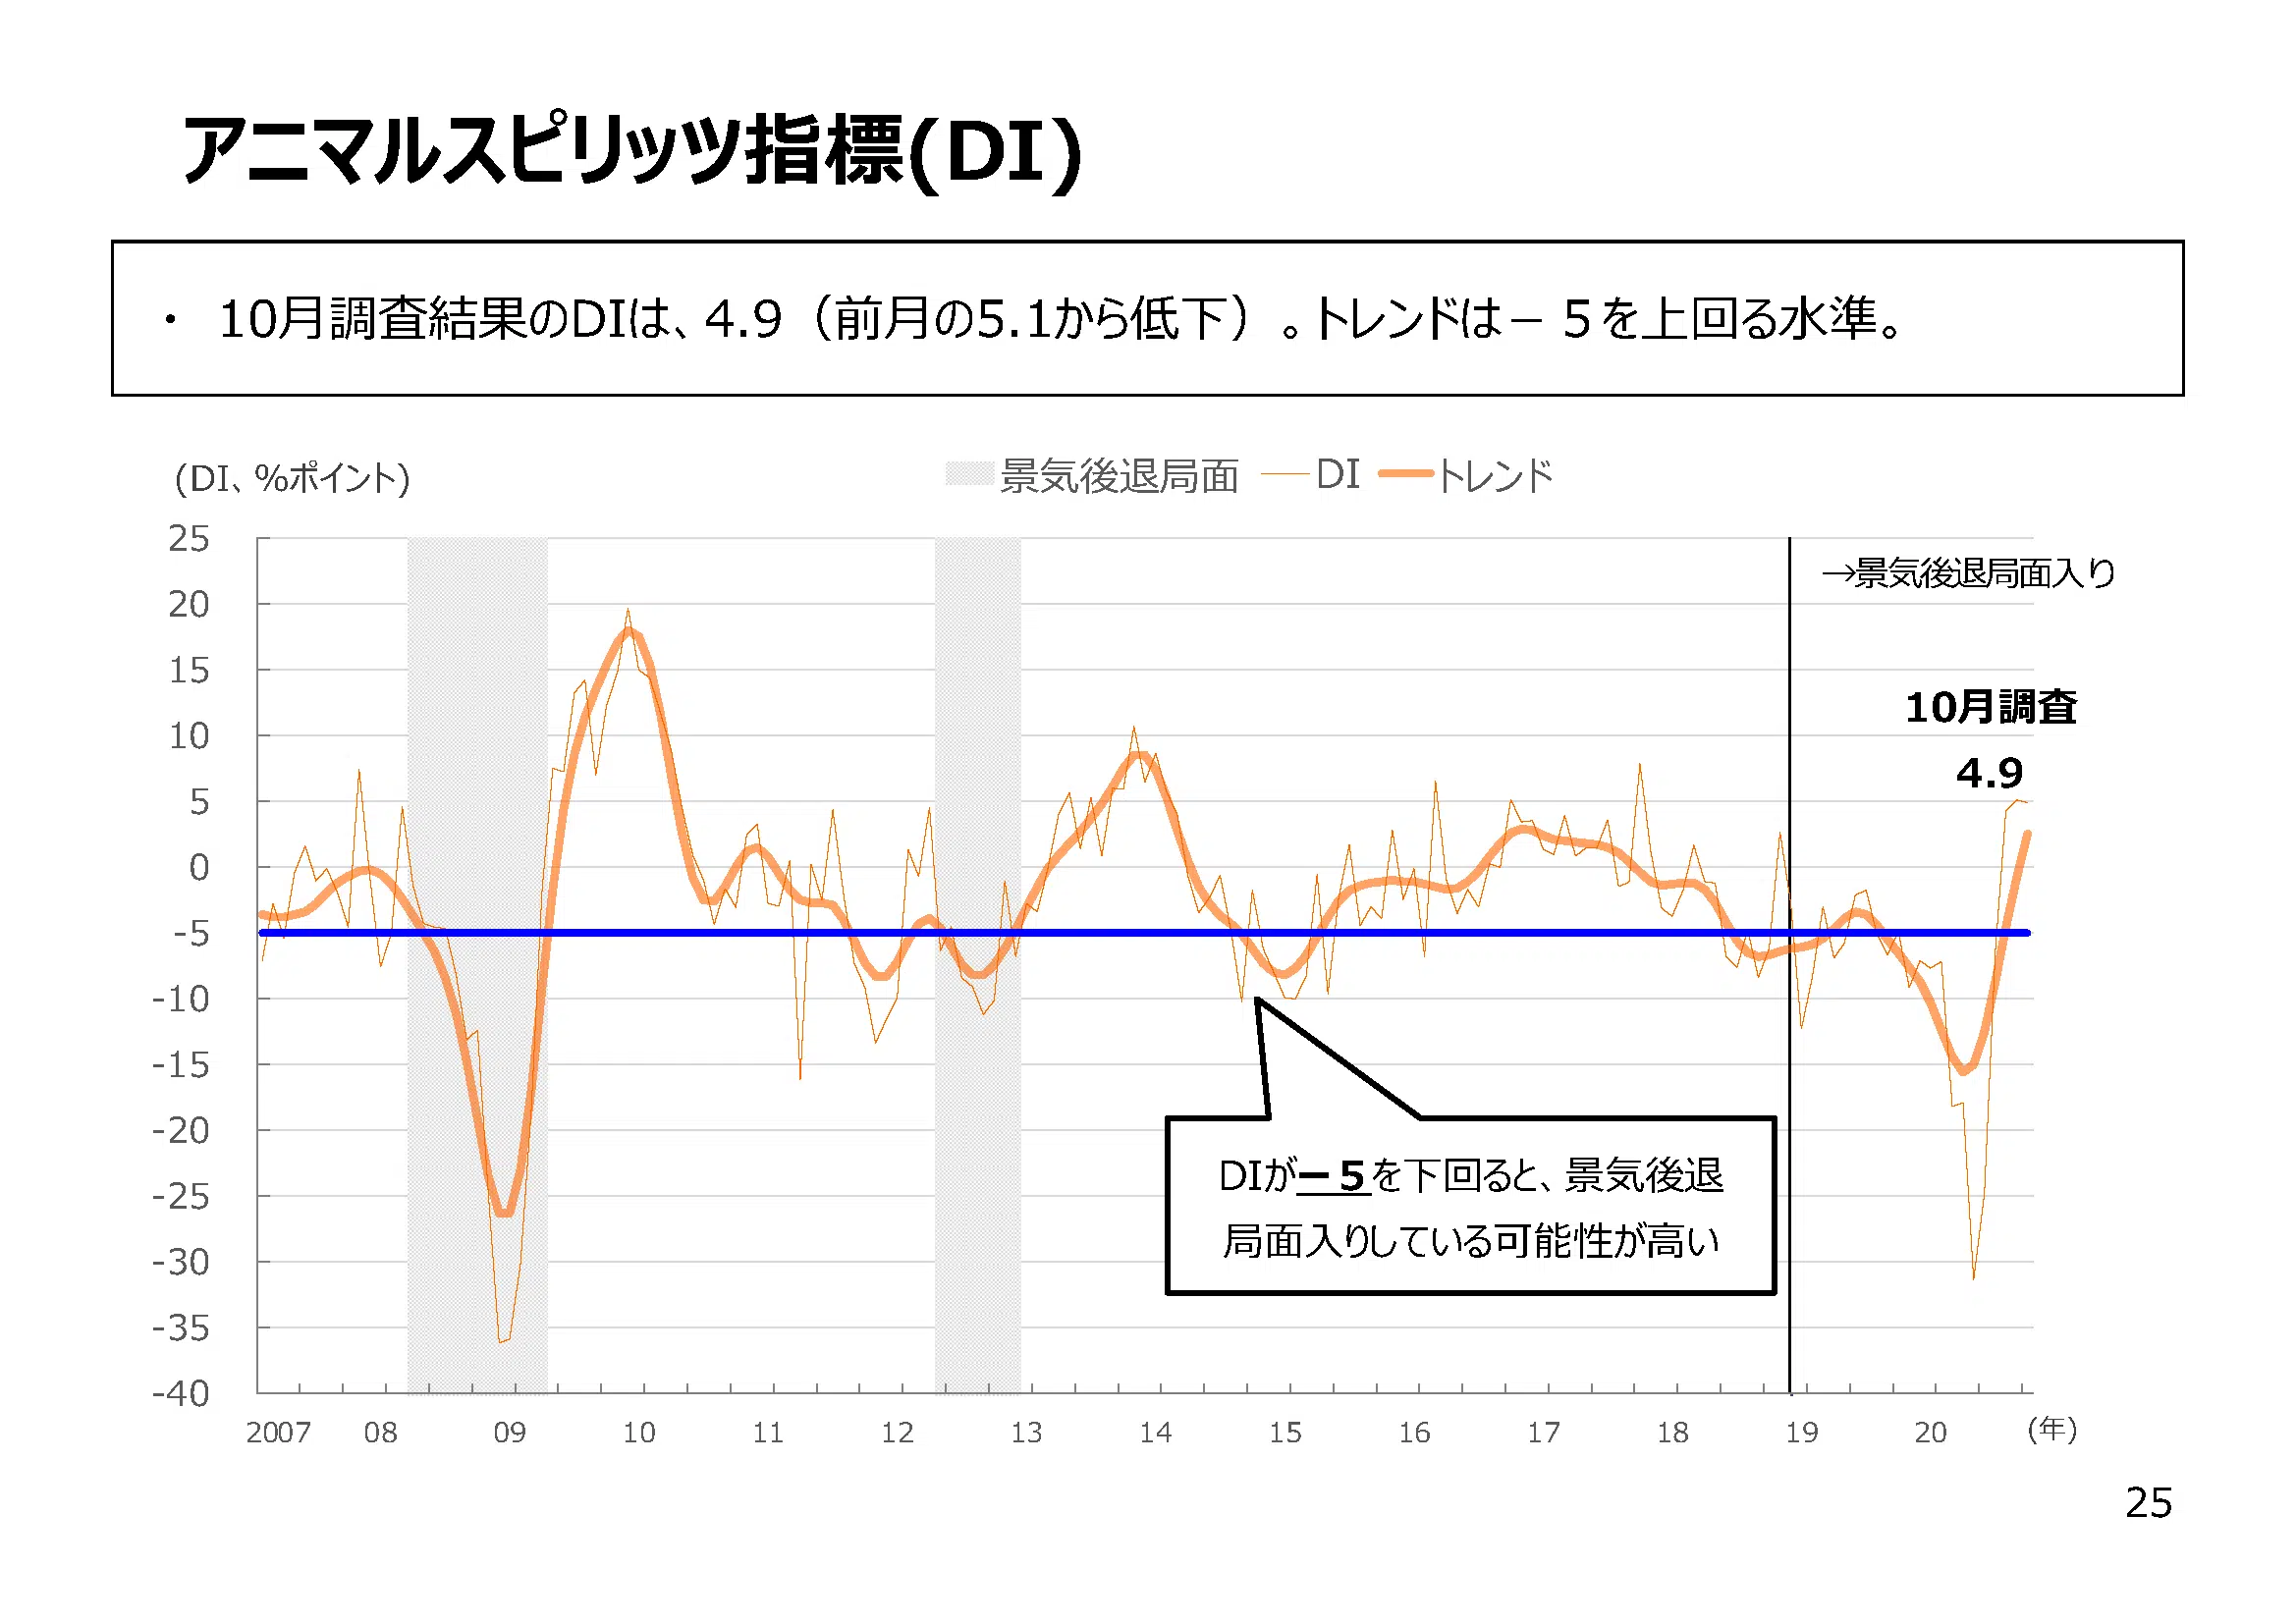 アニマルスピリッツ指標(DI)
・ 10月調査結果のDIは、4.9（前月の5.1から低下）。トレンドは－５を上回る水準。
(DI、%ポイント)
景気後退局面 DI トレンド
25
20
15
10
5
0
-5
-10
-15
-20
-25
-30
-35
-40
→景気後退局面入り
10月調査
4.9
DIが－５を下回ると、景気後退
局面入りしている可能性が高い
2007 08 09 10 11 12 13 14 15 16 17 18 19 20 (年)
25